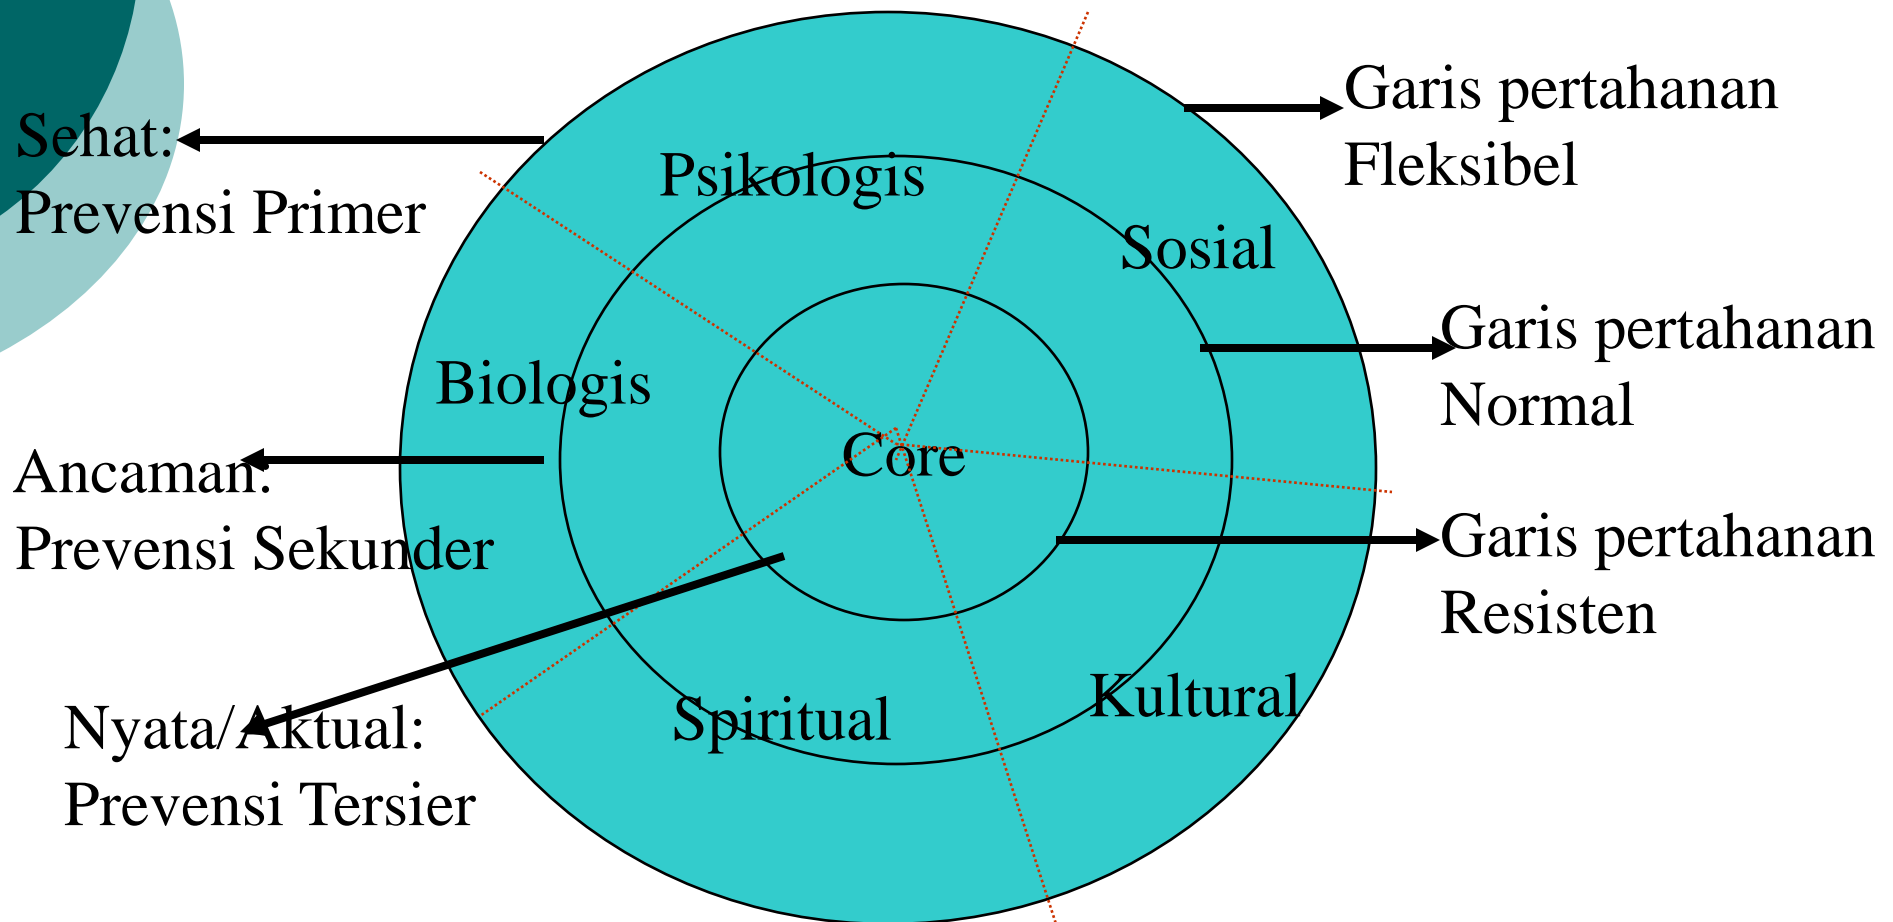 Sehat:
Prevensi Primer
Psikologis
Garis pertahanan
Fleksibel
Sosial
Garis pertahanan
Normal
Biologis
Core
Ancaman:
Prevensi Sekunder
Garis pertahanan
Resisten
Spiritual
Kultural
Nyata/Aktual:
Prevensi Tersier